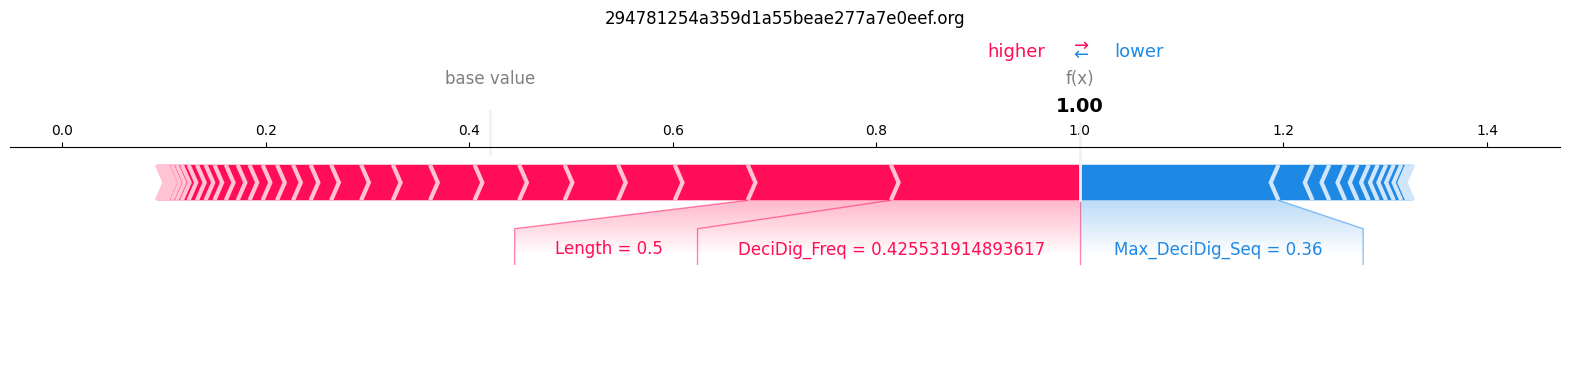 294781254a359d1a55beae277a7e0eef.org
higher ⇄ lower
base value f(x)
1.00
0.0 0.2 0.4 0.6 0.8 1.0 1.2 1.4
Length = 0.5 DeciDig_Freq = 0.425531914893617 Max_DeciDig_Seq = 0.36